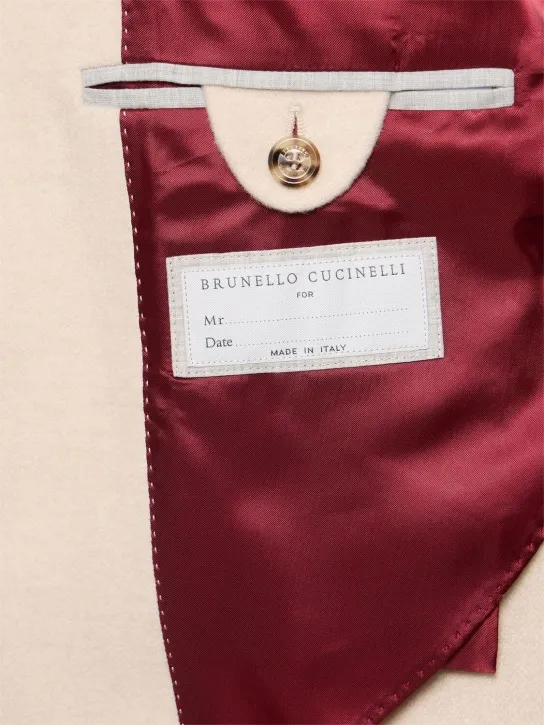 BRUNELLO CUCINELLI
FOR
Mr
Date
MADE IN ITALY